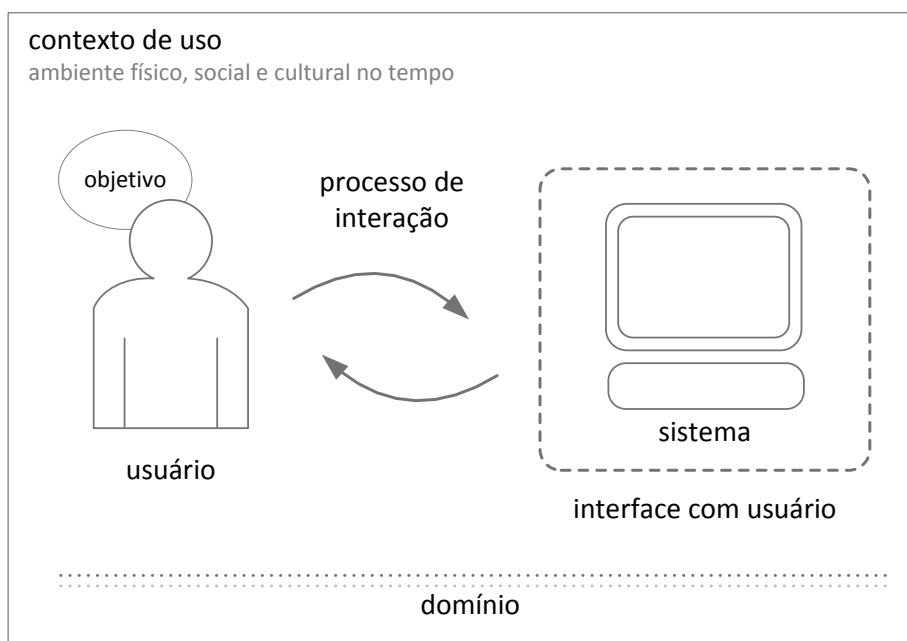 contexto de uso
ambiente físico, social e cultural no tempo
objetivo
processo de
interação
sistema
usuário
interface com usuário
domínio